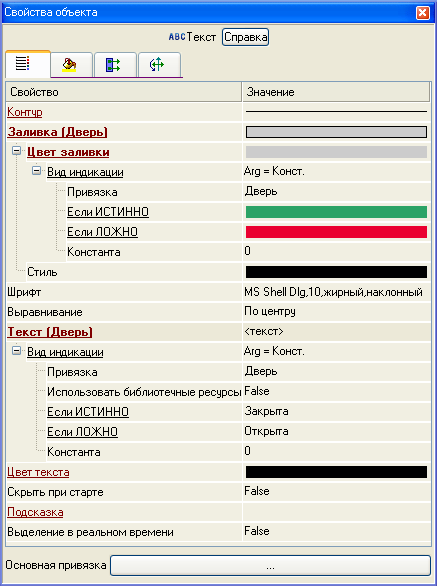 Свойства объекта
ABC Текст Справка
Свойство Значение
Контур
Заливка (Дверь)
Цвет заливки
Вид индикации Arg = Конст.
Привязка Дверь
Если ИСТИННО
Если ЛОЖНО
Константа 0
Стиль
Шрифт MS Shell Dlg,10,жирный,наклонный
Выравнивание По центру
Текст (Дверь) <текст>
Вид индикации Arg = Конст.
Привязка Дверь
Использовать библиотечные ресурсы False
Если ИСТИННО Закрыта
Если ЛОЖНО Открыта
Константа 0
Цвет текста
Скрыть при старте False
Подсказка
Выделение в реальном времени False
Основная привязка ...